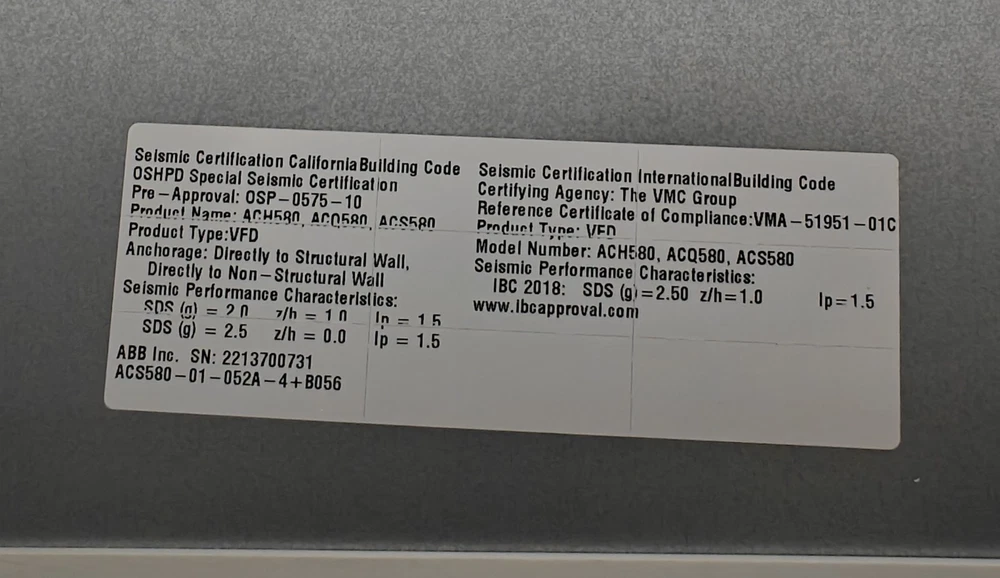 Seismic Certification California Building Code
OSHPD Special Seismic Certification
Pre-Approval: OSP-0575-10
Product Name: ACH580, ACQ580, ACS580
Product Type:VFD
Anchorage: Directly to Structural Wall,
Directly to Non-Structural Wall
Seismic Performance Characteristics:
SDS (g) = 2.0 z/h = 1.0 Ip = 1.5
SDS (g) = 2.5 z/h = 0.0 Ip = 1.5
ABB Inc. SN: 2213700731
ACS580-01-052A-4+B056
Seismic Certification International Building Code
Certifying Agency: The VMC Group
Reference Certificate of Compliance:VMA-51951-01C
Product Type: VFD
Model Number: ACH580, ACQ580, ACS580
Seismic Performance Characteristics:
IBC 2018: SDS (g)=2.50 z/h=1.0 Ip=1.5
www.ibcapproval.com